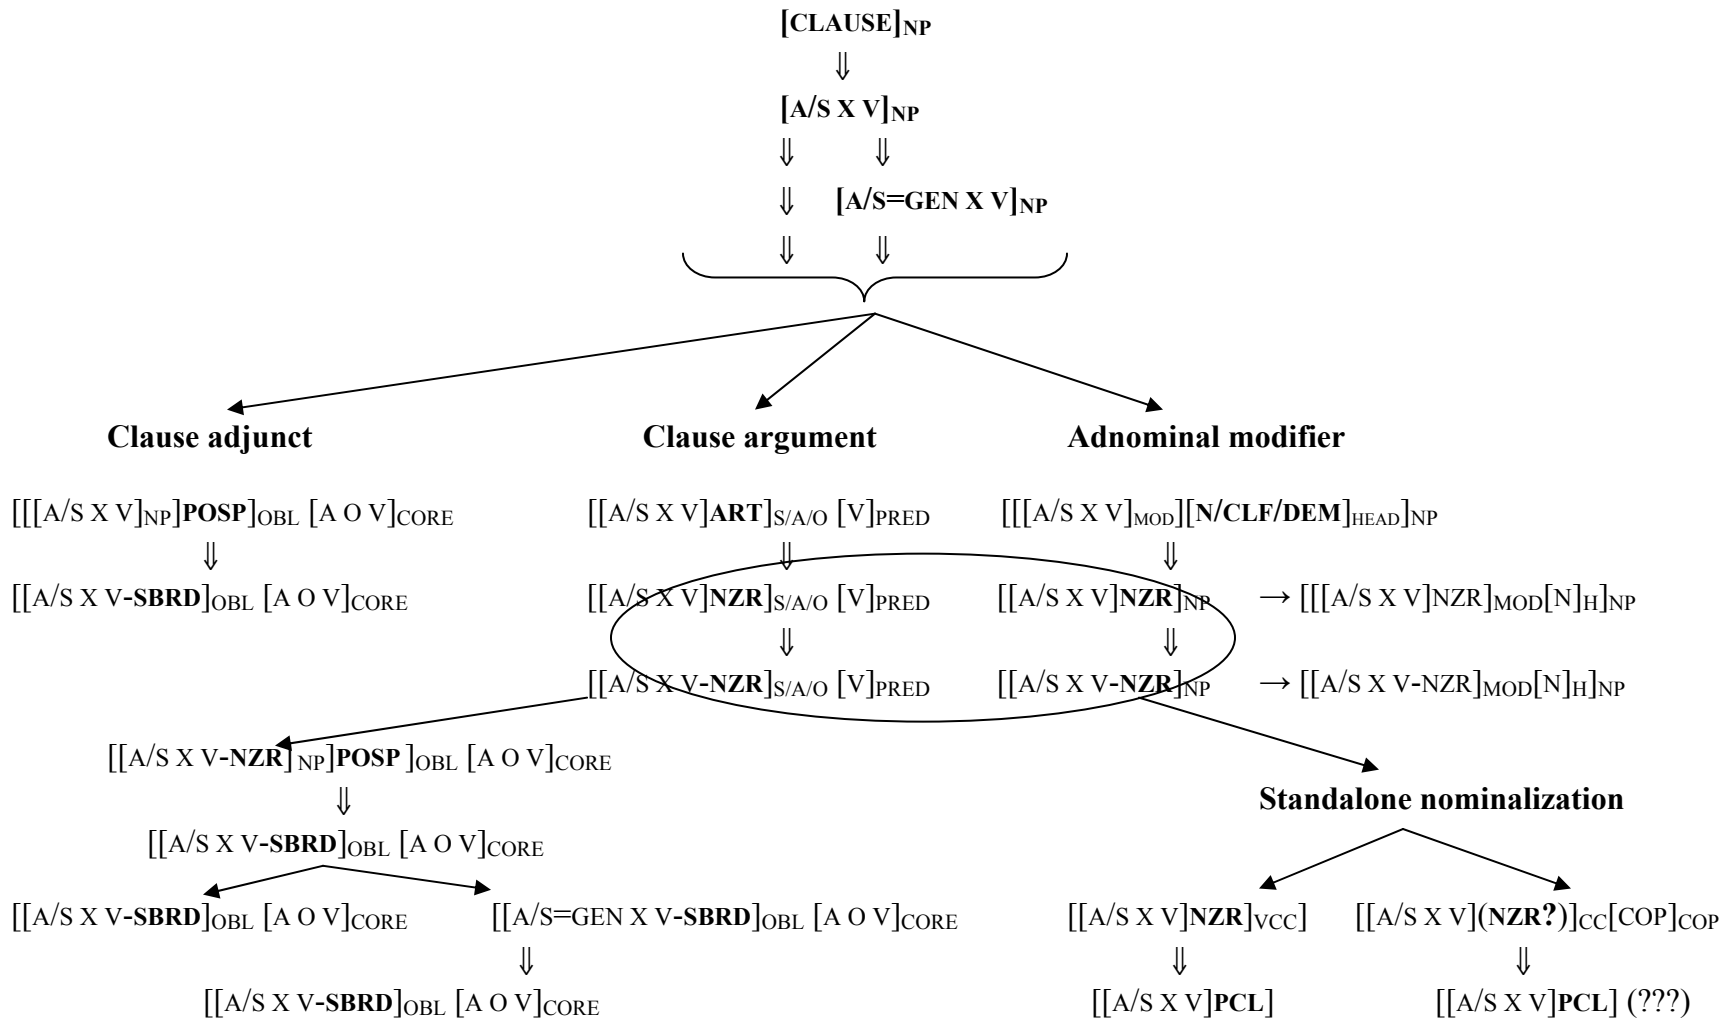 [CLAUSE]NP
⇓
[A/S X V]NP
⇓ ⇓
⇓ [A/S=GEN X V]NP
⇓ ⇓
Clause adjunct Clause argument Adnominal modifier
[[[A/S X V]NP]POSP]OBL [A O V]CORE [[A/S X V]ART]S/A/O [V]PRED [[[A/S X V]MOD][N/CLF/DEM]HEAD]NP
⇓ ⇓ ⇓
[[A/S X V-SBRD]OBL [A O V]CORE [[A/S X V]NZR]S/A/O [V]PRED [[A/S X V]NZR]NP → [[[A/S X V]NZR]MOD[N]H]NP
⇓ ⇓
[[A/S X V-NZR]S/A/O [V]PRED [[A/S X V-NZR]NP → [[A/S X V-NZR]MOD[N]H]NP
[[A/S X V-NZR]NP]POSP]OBL [A O V]CORE
⇓
Standalone nominalization
[[A/S X V-SBRD]OBL [A O V]CORE
[[A/S X V-SBRD]OBL [A O V]CORE [[A/S=GEN X V-SBRD]OBL [A O V]CORE [[A/S X V]NZR]VCC] [[A/S X V](NZR?)]CC[COP]COP
⇓ ⇓ ⇓
[[A/S X V-SBRD]OBL [A O V]CORE [[A/S X V]PCL] [[A/S X V]PCL] (???)